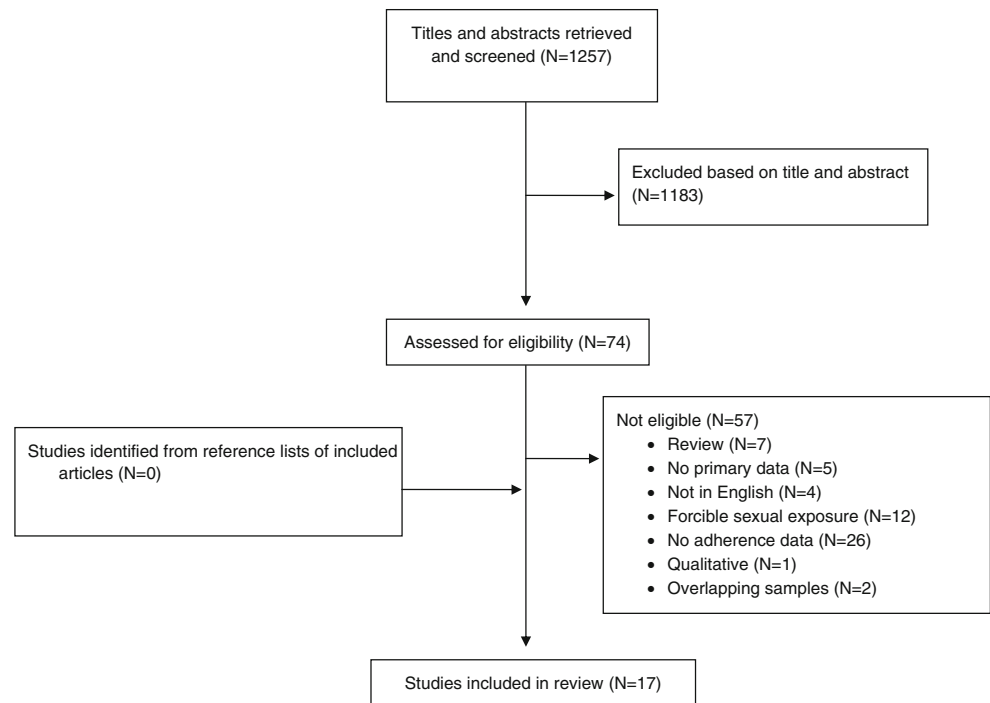 Titles and abstracts retrieved
and screened (N=1257)
Excluded based on title and abstract
(N=1183)
Assessed for eligibility (N=74)
Studies identified from reference lists of included
articles (N=0)
Not eligible (N=57)
• Review (N=7)
• No primary data (N=5)
• Not in English (N=4)
• Forcible sexual exposure (N=12)
• No adherence data (N=26)
• Qualitative (N=1)
• Overlapping samples (N=2)
Studies included in review (N=17)